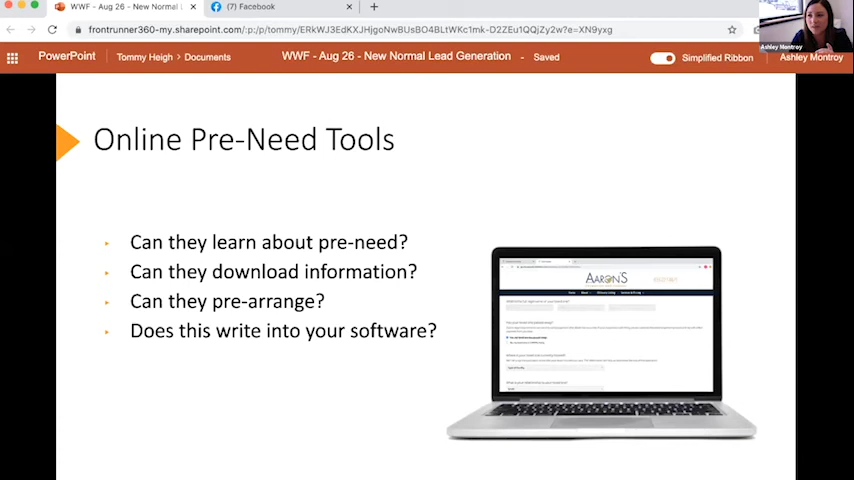 WWF - Aug 26 - New Normal L
(7) Facebook
frontrunner360-my.sharepoint.com/:p:/p/tommy/ERkWJ3EdKXJHjgoNwBUsBO4BLtWKc1mk-D2ZEu1QQjZy2w?e=XN9yxg
Ashley Montroy
PowerPoint
Tommy Heigh > Documents
WWF - Aug 26 - New Normal Lead Generation - Saved
Simplified Ribbon
Ashley Montroy
Online Pre-Need Tools
Can they learn about pre-need?
Can they download information?
Can they pre-arrange?
Does this write into your software?
AARON'S